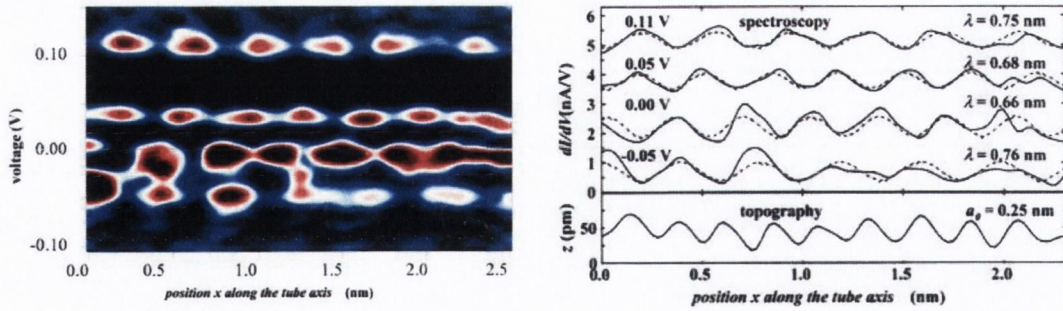 0.10
0.00
-0.10
voltage (V)
0.0 0.5 1.0 1.5 2.0 2.5
position x along the tube axis (nm)
6
5
4
3
2
1
0
dI/dV(nA/V)
0.11 V spectroscopy λ = 0.75 nm
0.05 V λ = 0.68 nm
0.00 V λ = 0.66 nm
-0.05 V λ = 0.76 nm
topography a₀ = 0.25 nm
50
0
z (pm)
0.0 0.5 1.0 1.5 2.0
position x along the tube axis (nm)